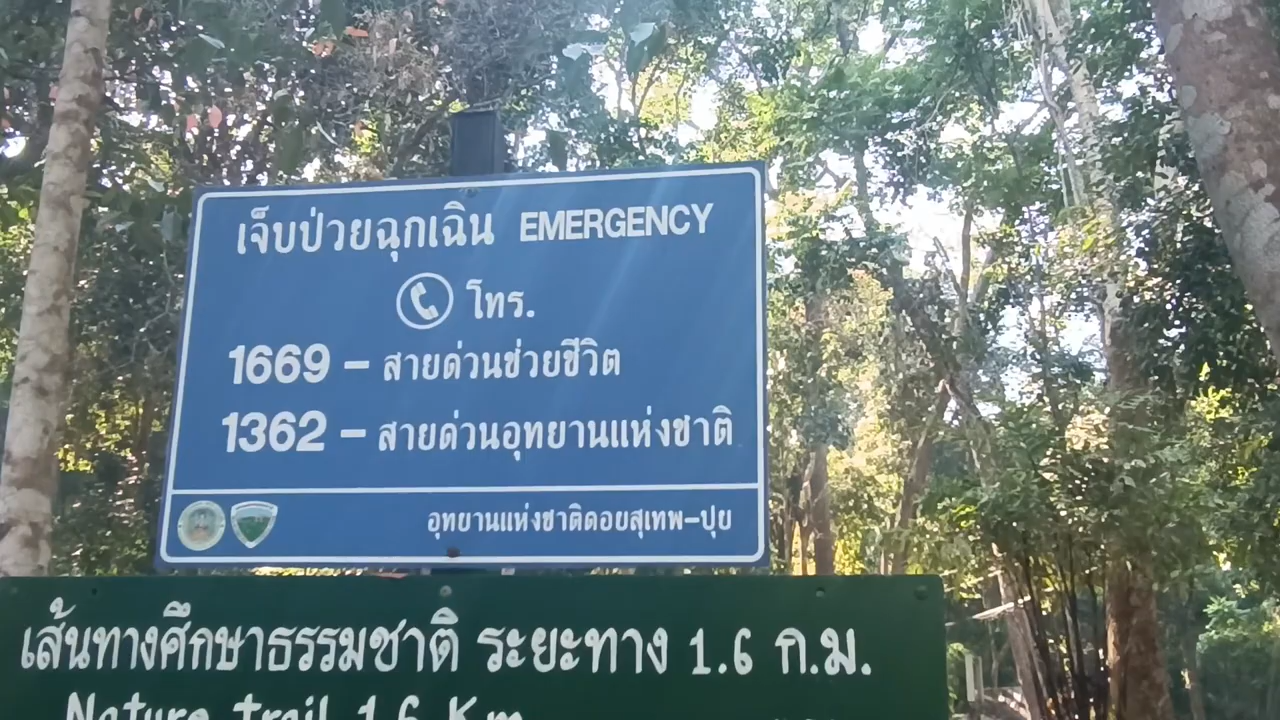 เจ็บป่วยฉุกเฉิน EMERGENCY
โทร.
1669 – สายด่วนช่วยชีวิต
1362 – สายด่วนอุทยานแห่งชาติ
อุทยานแห่งชาติดอยสุเทพ–ปุย
เส้นทางศึกษาธรรมชาติ ระยะทาง 1.6 ก.ม.
Nature trail 1.6 Km